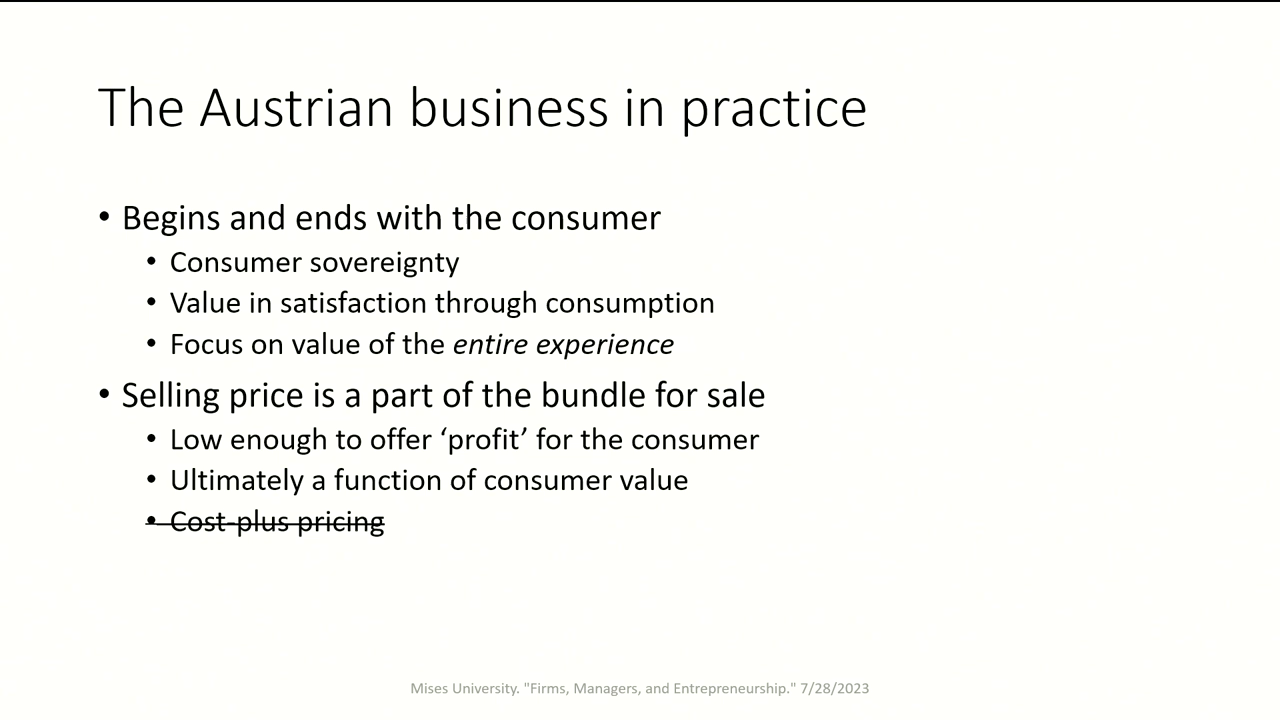 The Austrian business in practice
• Begins and ends with the consumer
• Consumer sovereignty
• Value in satisfaction through consumption
• Focus on value of the entire experience
• Selling price is a part of the bundle for sale
• Low enough to offer ‘profit’ for the consumer
• Ultimately a function of consumer value
• Cost-plus pricing
Mises University. "Firms, Managers, and Entrepreneurship." 7/28/2023